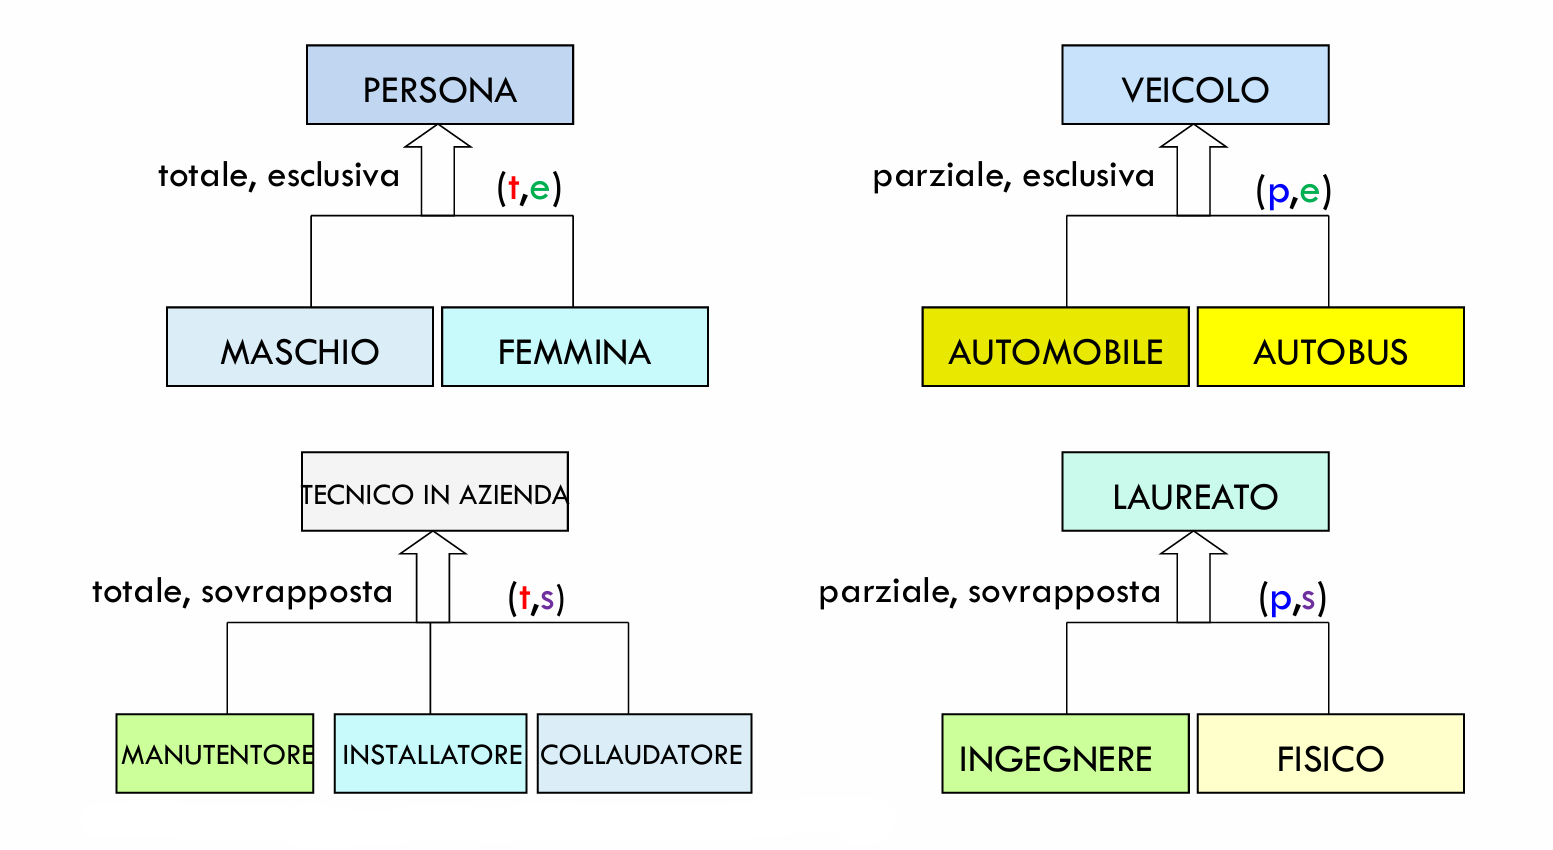 PERSONA
totale, esclusiva
(t,e)
MASCHIO
FEMMINA
VEICOLO
parziale, esclusiva
(p,e)
AUTOMOBILE
AUTOBUS
TECNICO IN AZIENDA
totale, sovrapposta
(t,s)
MANUTENTORE
INSTALLATORE
COLLAUDATORE
LAUREATO
parziale, sovrapposta
(p,s)
INGEGNERE
FISICO